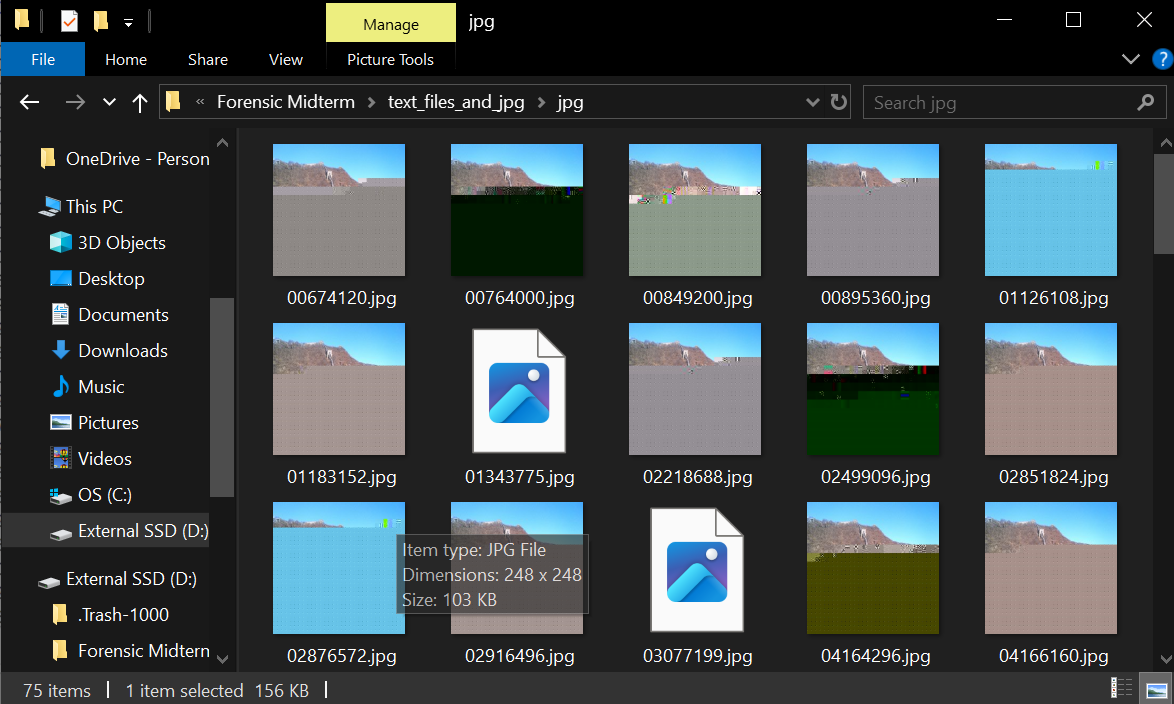 Manage
jpg
File
Home
Share
View
Picture Tools
?
« Forensic Midterm > text_files_and_jpg > jpg
Search jpg
OneDrive - Person
This PC
3D Objects
Desktop
Documents
Downloads
Music
Pictures
Videos
OS (C:)
External SSD (D:)
External SSD (D:)
.Trash-1000
Forensic Midterm
00674120.jpg
00764000.jpg
00849200.jpg
00895360.jpg
01126108.jpg
01183152.jpg
01343775.jpg
02218688.jpg
02499096.jpg
02851824.jpg
Item type: JPG File
Dimensions: 248 x 248
Size: 103 KB
02876572.jpg
02916496.jpg
03077199.jpg
04164296.jpg
04166160.jpg
75 items
1 item selected 156 KB